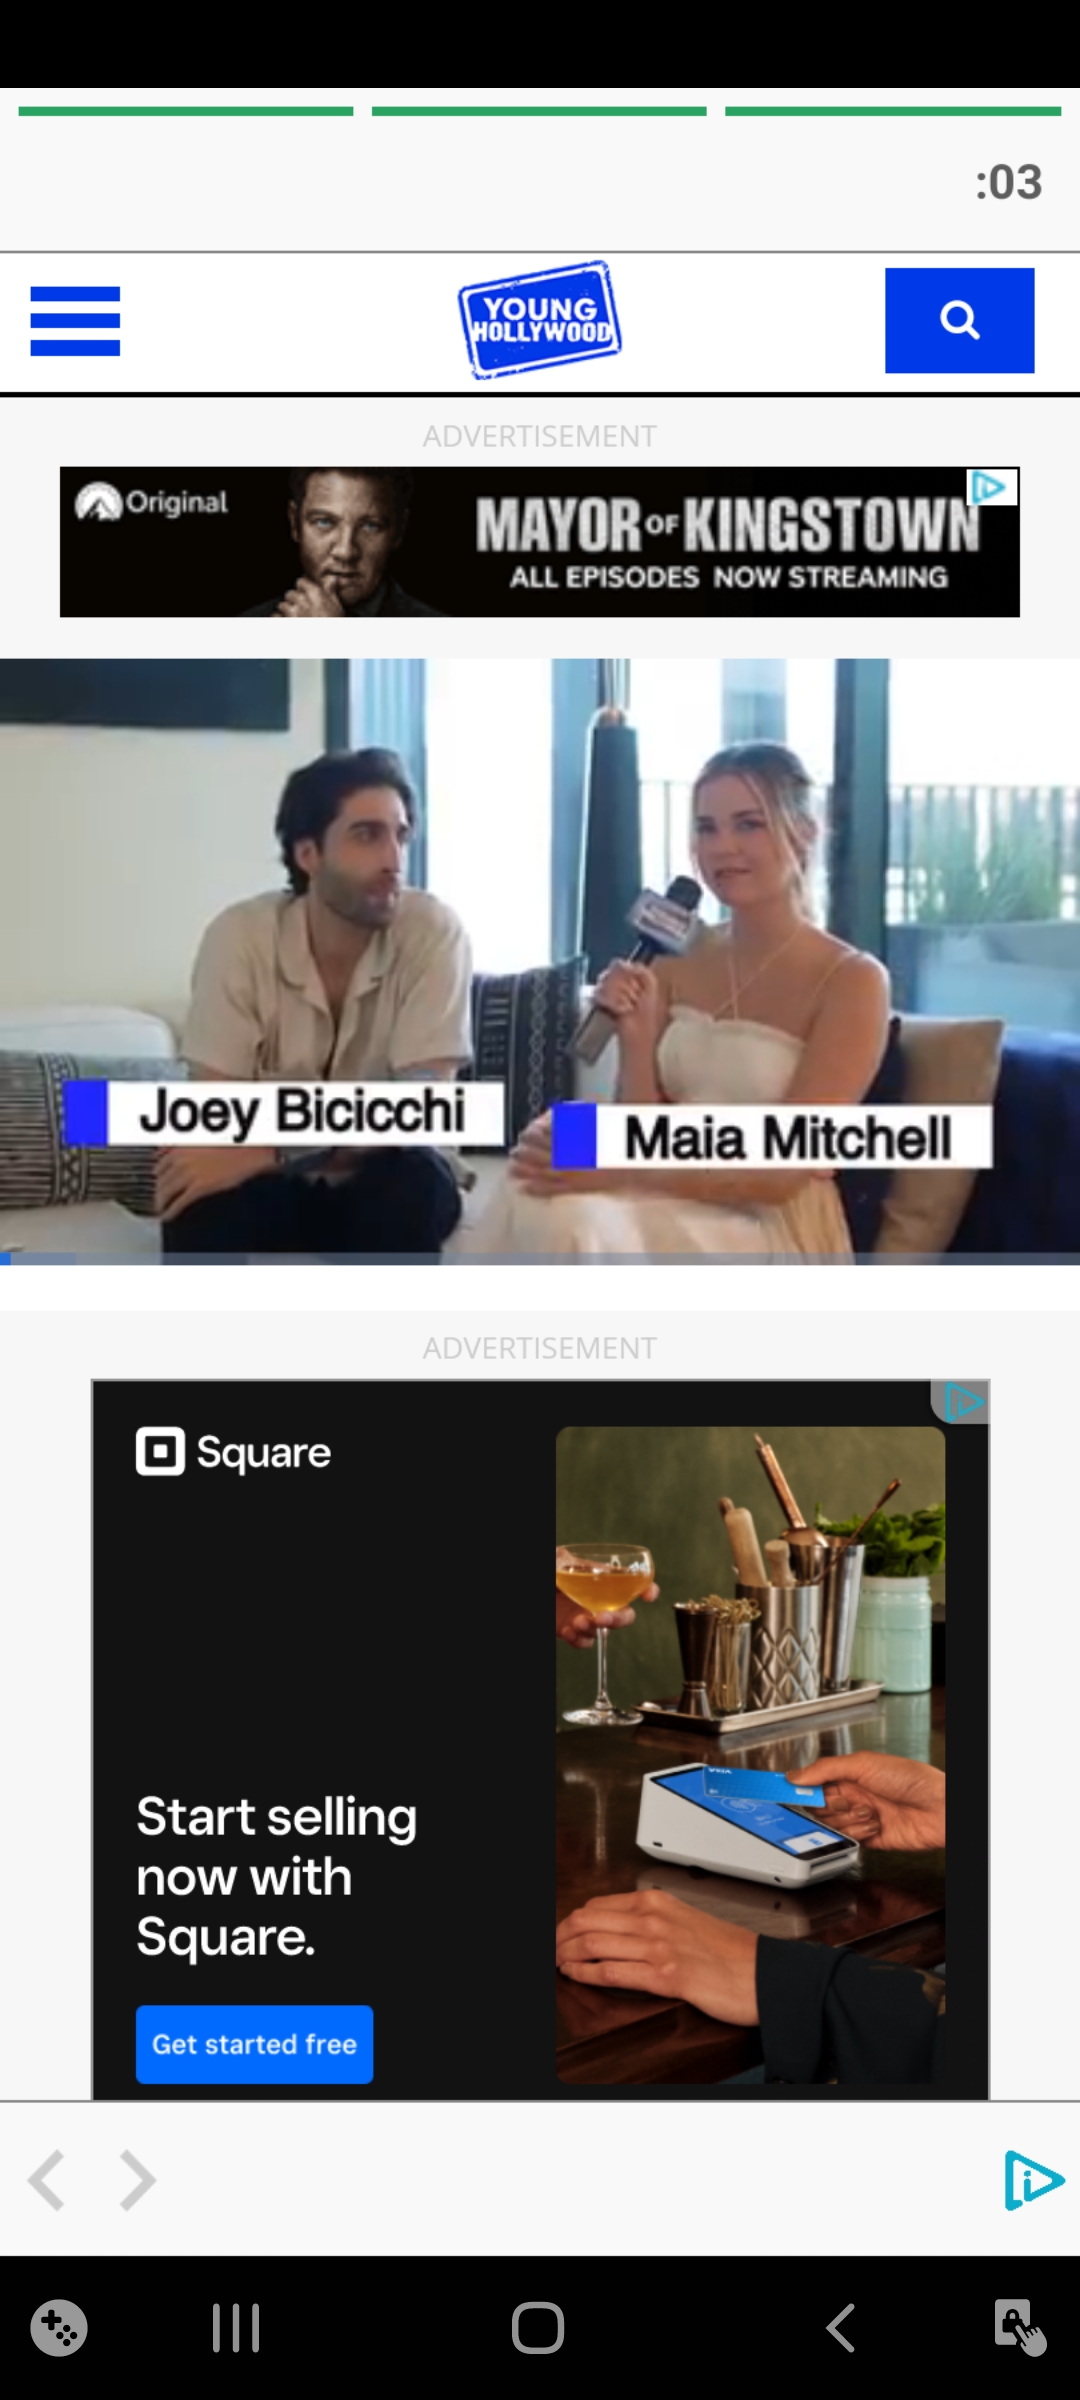 :03
YOUNG
HOLLYWOOD
ADVERTISEMENT
Original
MAYOR OF KINGSTOWN
ALL EPISODES NOW STREAMING
Joey Bicicchi
Maia Mitchell
ADVERTISEMENT
Square
Start selling
now with
Square.
Get started free